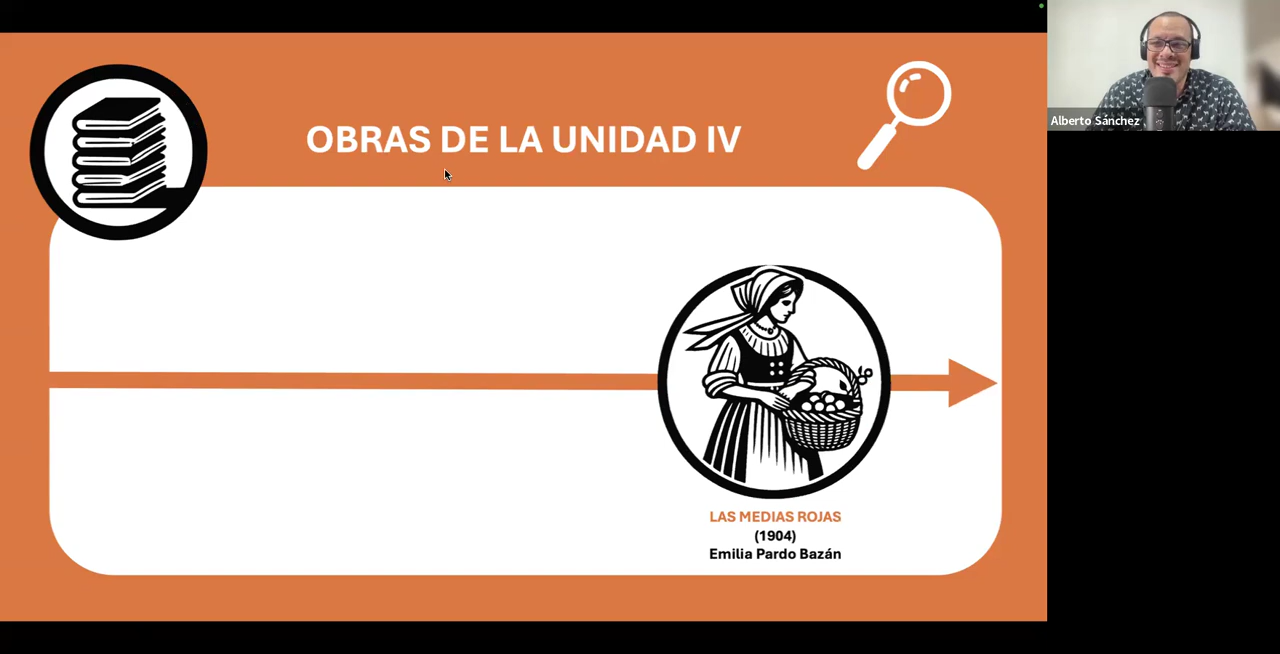 OBRAS DE LA UNIDAD IV
Alberto Sánchez
LAS MEDIAS ROJAS
(1904)
Emilia Pardo Bazán